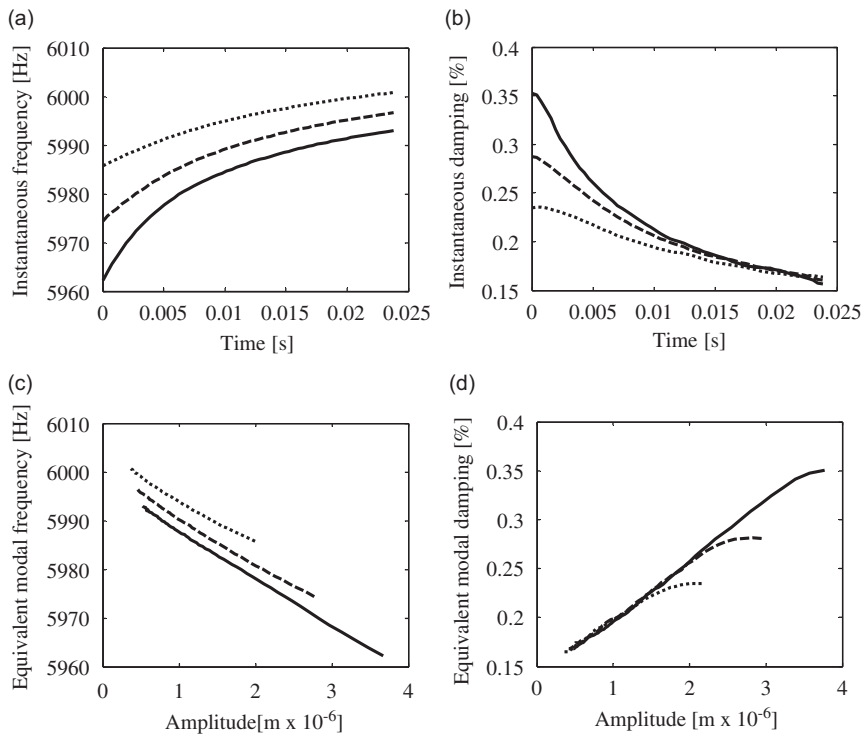 (a)
Instantaneous frequency [Hz]
6010
6000
5990
5980
5970
5960
0 0.005 0.01 0.015 0.02 0.025
Time [s]
(b)
Instantaneous damping [%]
0.4
0.35
0.3
0.25
0.2
0.15
0 0.005 0.01 0.015 0.02 0.025
Time [s]
(c)
Equivalent modal frequency [Hz]
6010
6000
5990
5980
5970
5960
0 1 2 3 4
Amplitude[m x 10⁻⁶]
(d)
Equivalent modal damping [%]
0.4
0.35
0.3
0.25
0.2
0.15
0 1 2 3 4
Amplitude [m x 10⁻⁶]